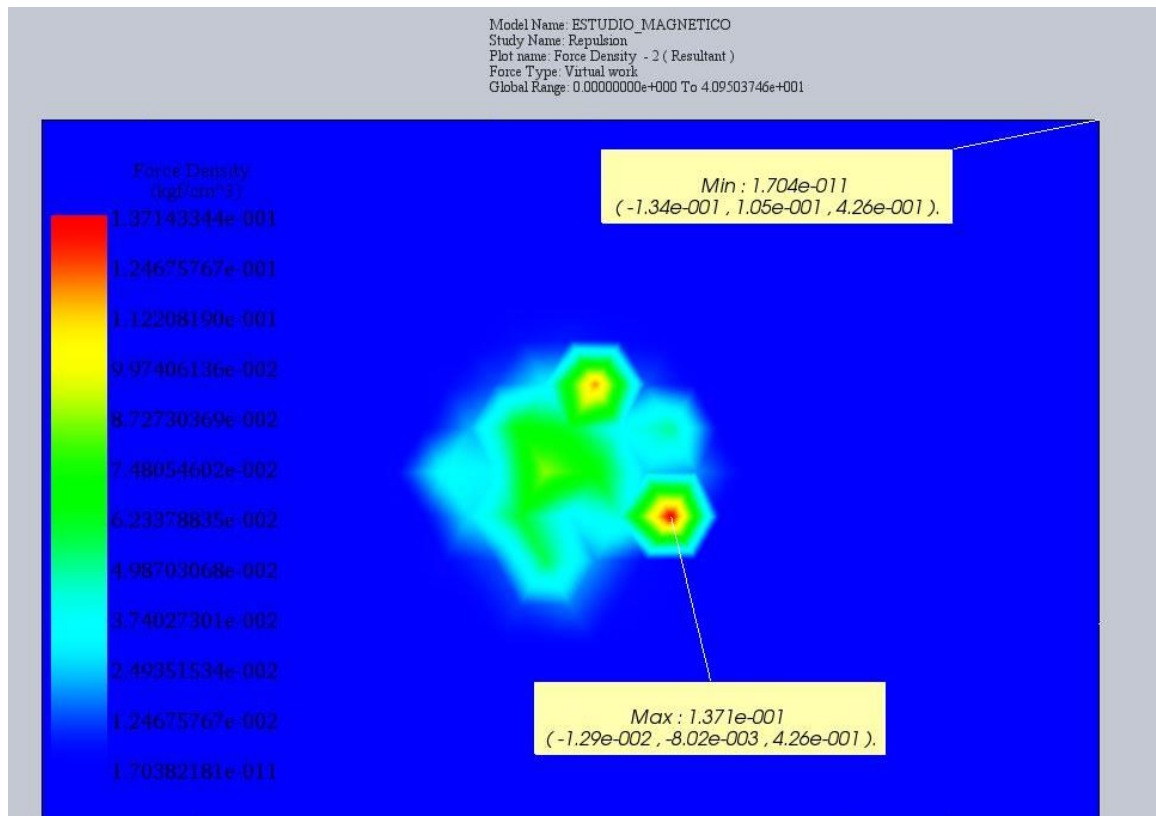 Model Name: ESTUDIO_MAGNETICO
Study Name: Repulsion
Plot name: Force Density - 2 ( Resultant )
Force Type: Virtual work
Global Range: 0.00000000e+000 To 4.09503746e+001
Force Density
(kgf/cm^3)
1.37143344e-001
1.24675767e-001
1.12208190e-001
9.97406136e-002
8.72730369e-002
7.48054602e-002
6.23378835e-002
4.98703068e-002
3.74027301e-002
2.49351534e-002
1.24675767e-002
1.70382181e-011
Min : 1.704e-011
( -1.34e-001 , 1.05e-001 , 4.26e-001 ).
Max : 1.371e-001
( -1.29e-002 , -8.02e-003 , 4.26e-001 ).